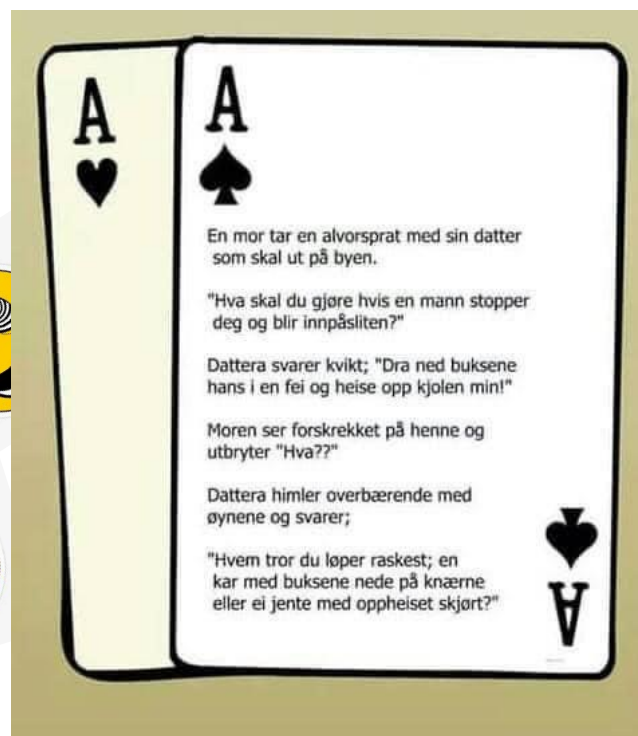 A
A
En mor tar en alvorsprat med sin datter
som skal ut på byen.
"Hva skal du gjøre hvis en mann stopper
deg og blir innpåsliten?"
Dattera svarer kvikt; "Dra ned buksene
hans i en fei og heise opp kjolen min!"
Moren ser forskrekket på henne og
utbryter "Hva??"
Dattera himler overbærende med
øynene og svarer;
"Hvem tror du løper raskest; en
kar med buksene nede på knærne
eller ei jente med oppheiset skjørt?"
A